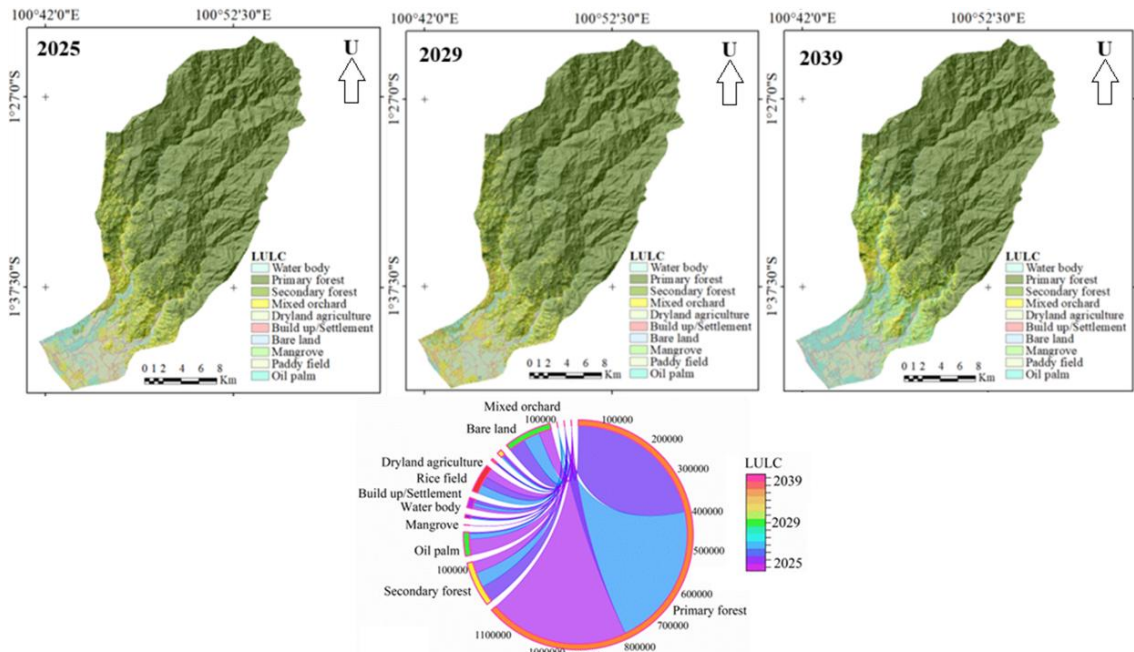 100°42'0"E 100°52'30"E 100°42'0"E 100°52'30"E 100°42'0"E 100°52'30"E
2025
U
1°27'0"S
1°37'30"S
LULC
Water body
Primary forest
Secondary forest
Mixed orchard
Dryland agriculture
Build up/Settlement
Bare land
Mangrove
Paddy field
Oil palm
0 1 2 4 6 8
Km
2029
U
1°27'0"S
1°37'30"S
LULC
Water body
Primary forest
Secondary forest
Mixed orchard
Dryland agriculture
Build up/Settlement
Bare land
Mangrove
Paddy field
Oil palm
0 1 2 4 6 8
Km
2039
U
1°27'0"S
1°37'30"S
LULC
Water body
Primary forest
Secondary forest
Mixed orchard
Dryland agriculture
Build up/Settlement
Bare land
Mangrove
Paddy field
Oil palm
0 1 2 4 6 8
Km
Mixed orchard
100000
Bare land
Dryland agriculture
Rice field
Build up/Settlement
Water body
Mangrove
Oil palm
100000
Secondary forest
100000
200000
300000
400000
500000
600000
Primary forest
700000
800000
1000000
1100000
LULC
2039
2029
2025